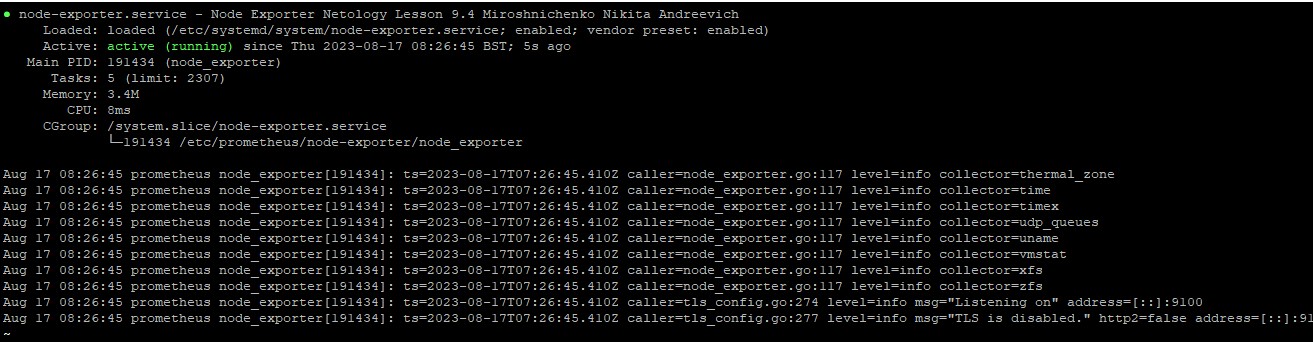 ● node-exporter.service - Node Exporter Netology Lesson 9.4 Miroshnichenko Nikita Andreevich
     Loaded: loaded (/etc/systemd/system/node-exporter.service; enabled; vendor preset: enabled)
     Active: active (running) since Thu 2023-08-17 08:26:45 BST; 5s ago
   Main PID: 191434 (node_exporter)
      Tasks: 5 (limit: 2307)
     Memory: 3.4M
        CPU: 8ms
     CGroup: /system.slice/node-exporter.service
             └─191434 /etc/prometheus/node-exporter/node_exporter

Aug 17 08:26:45 prometheus node_exporter[191434]: ts=2023-08-17T07:26:45.410Z caller=node_exporter.go:117 level=info collector=thermal_zone
Aug 17 08:26:45 prometheus node_exporter[191434]: ts=2023-08-17T07:26:45.410Z caller=node_exporter.go:117 level=info collector=time
Aug 17 08:26:45 prometheus node_exporter[191434]: ts=2023-08-17T07:26:45.410Z caller=node_exporter.go:117 level=info collector=timex
Aug 17 08:26:45 prometheus node_exporter[191434]: ts=2023-08-17T07:26:45.410Z caller=node_exporter.go:117 level=info collector=udp_queues
Aug 17 08:26:45 prometheus node_exporter[191434]: ts=2023-08-17T07:26:45.410Z caller=node_exporter.go:117 level=info collector=uname
Aug 17 08:26:45 prometheus node_exporter[191434]: ts=2023-08-17T07:26:45.410Z caller=node_exporter.go:117 level=info collector=vmstat
Aug 17 08:26:45 prometheus node_exporter[191434]: ts=2023-08-17T07:26:45.410Z caller=node_exporter.go:117 level=info collector=xfs
Aug 17 08:26:45 prometheus node_exporter[191434]: ts=2023-08-17T07:26:45.410Z caller=node_exporter.go:117 level=info collector=zfs
Aug 17 08:26:45 prometheus node_exporter[191434]: ts=2023-08-17T07:26:45.410Z caller=tls_config.go:274 level=info msg="Listening on" address=[::]:9100
Aug 17 08:26:45 prometheus node_exporter[191434]: ts=2023-08-17T07:26:45.410Z caller=tls_config.go:277 level=info msg="TLS is disabled." http2=false address=[::]:91
~